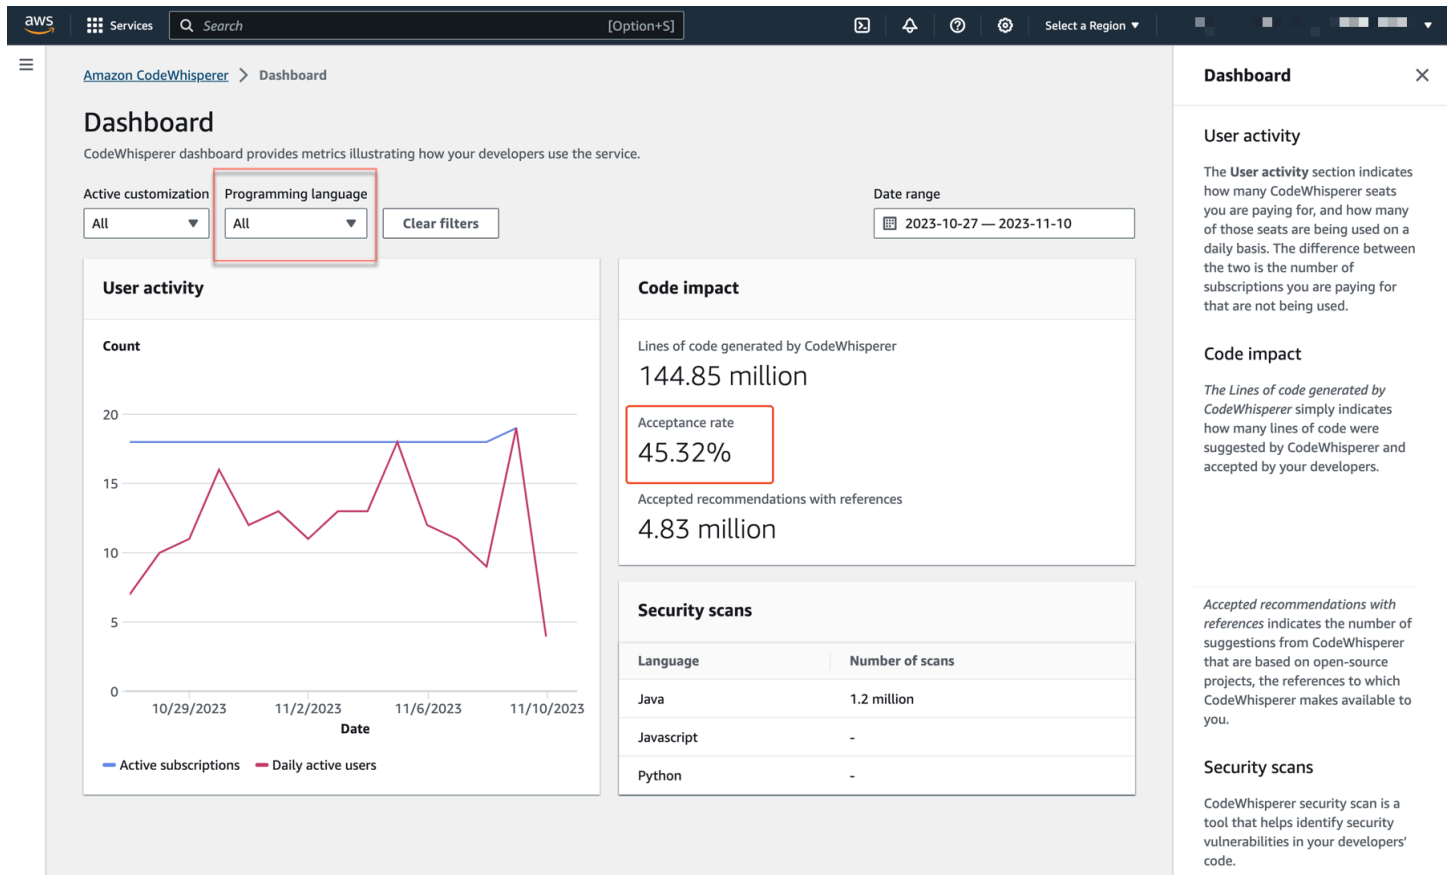 aws
Services
Search
[Option+S]
Select a Region
Amazon CodeWhisperer
Dashboard
Dashboard
CodeWhisperer dashboard provides metrics illustrating how your developers use the service.
Active customization
Programming language
Date range
All
All
Clear filters
2023-10-27 — 2023-11-10
User activity
Count
20
15
10
5
0
10/29/2023
11/2/2023
11/6/2023
11/10/2023
Date
Active subscriptions
Daily active users
Code impact
Lines of code generated by CodeWhisperer
144.85 million
Acceptance rate
45.32%
Accepted recommendations with references
4.83 million
Security scans
Language
Number of scans
Java
1.2 million
Javascript
-
Python
-
Dashboard
User activity
The User activity section indicates
how many CodeWhisperer seats
you are paying for, and how many
of those seats are being used on a
daily basis. The difference between
the two is the number of
subscriptions you are paying for
that are not being used.
Code impact
The Lines of code generated by
CodeWhisperer simply indicates
how many lines of code were
suggested by CodeWhisperer and
accepted by your developers.
Accepted recommendations with
references indicates the number of
suggestions from CodeWhisperer
that are based on open-source
projects, the references to which
CodeWhisperer makes available to
you.
Security scans
CodeWhisperer security scan is a
tool that helps identify security
vulnerabilities in your developers'
code.